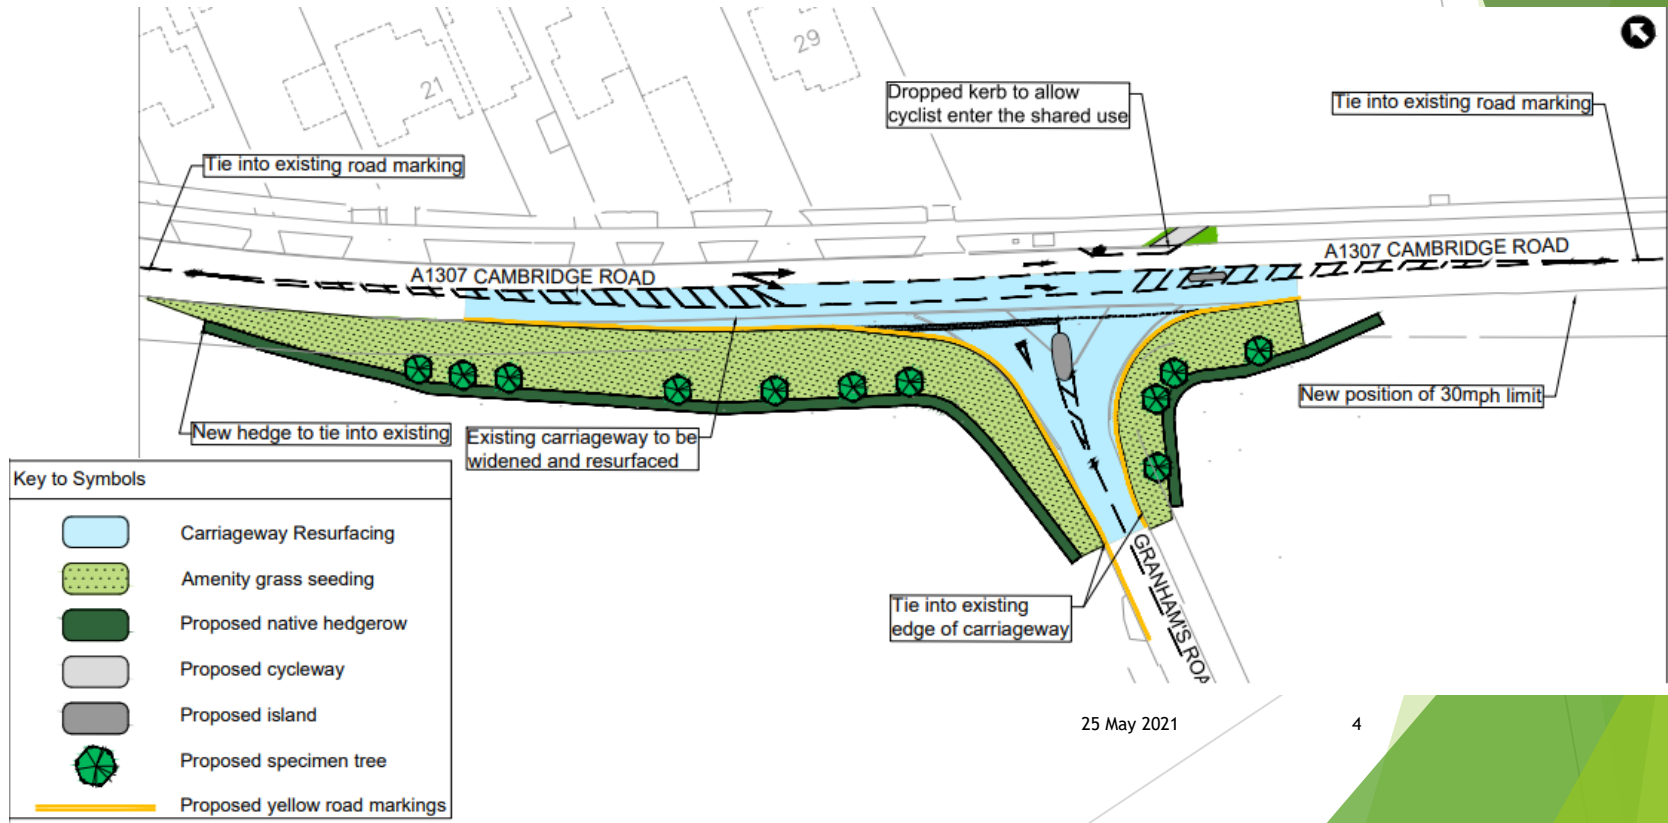 29
21
Dropped kerb to allow
cyclist enter the shared use
Tie into existing road marking
Tie into existing road marking
A1307 CAMBRIDGE ROAD
A1307 CAMBRIDGE ROAD
New position of 30mph limit
New hedge to tie into existing
Existing carriageway to be
widened and resurfaced
Tie into existing
edge of carriageway
GRANHAM'S ROA
Key to Symbols
Carriageway Resurfacing
Amenity grass seeding
Proposed native hedgerow
Proposed cycleway
Proposed island
Proposed specimen tree
Proposed yellow road markings
25 May 2021
4